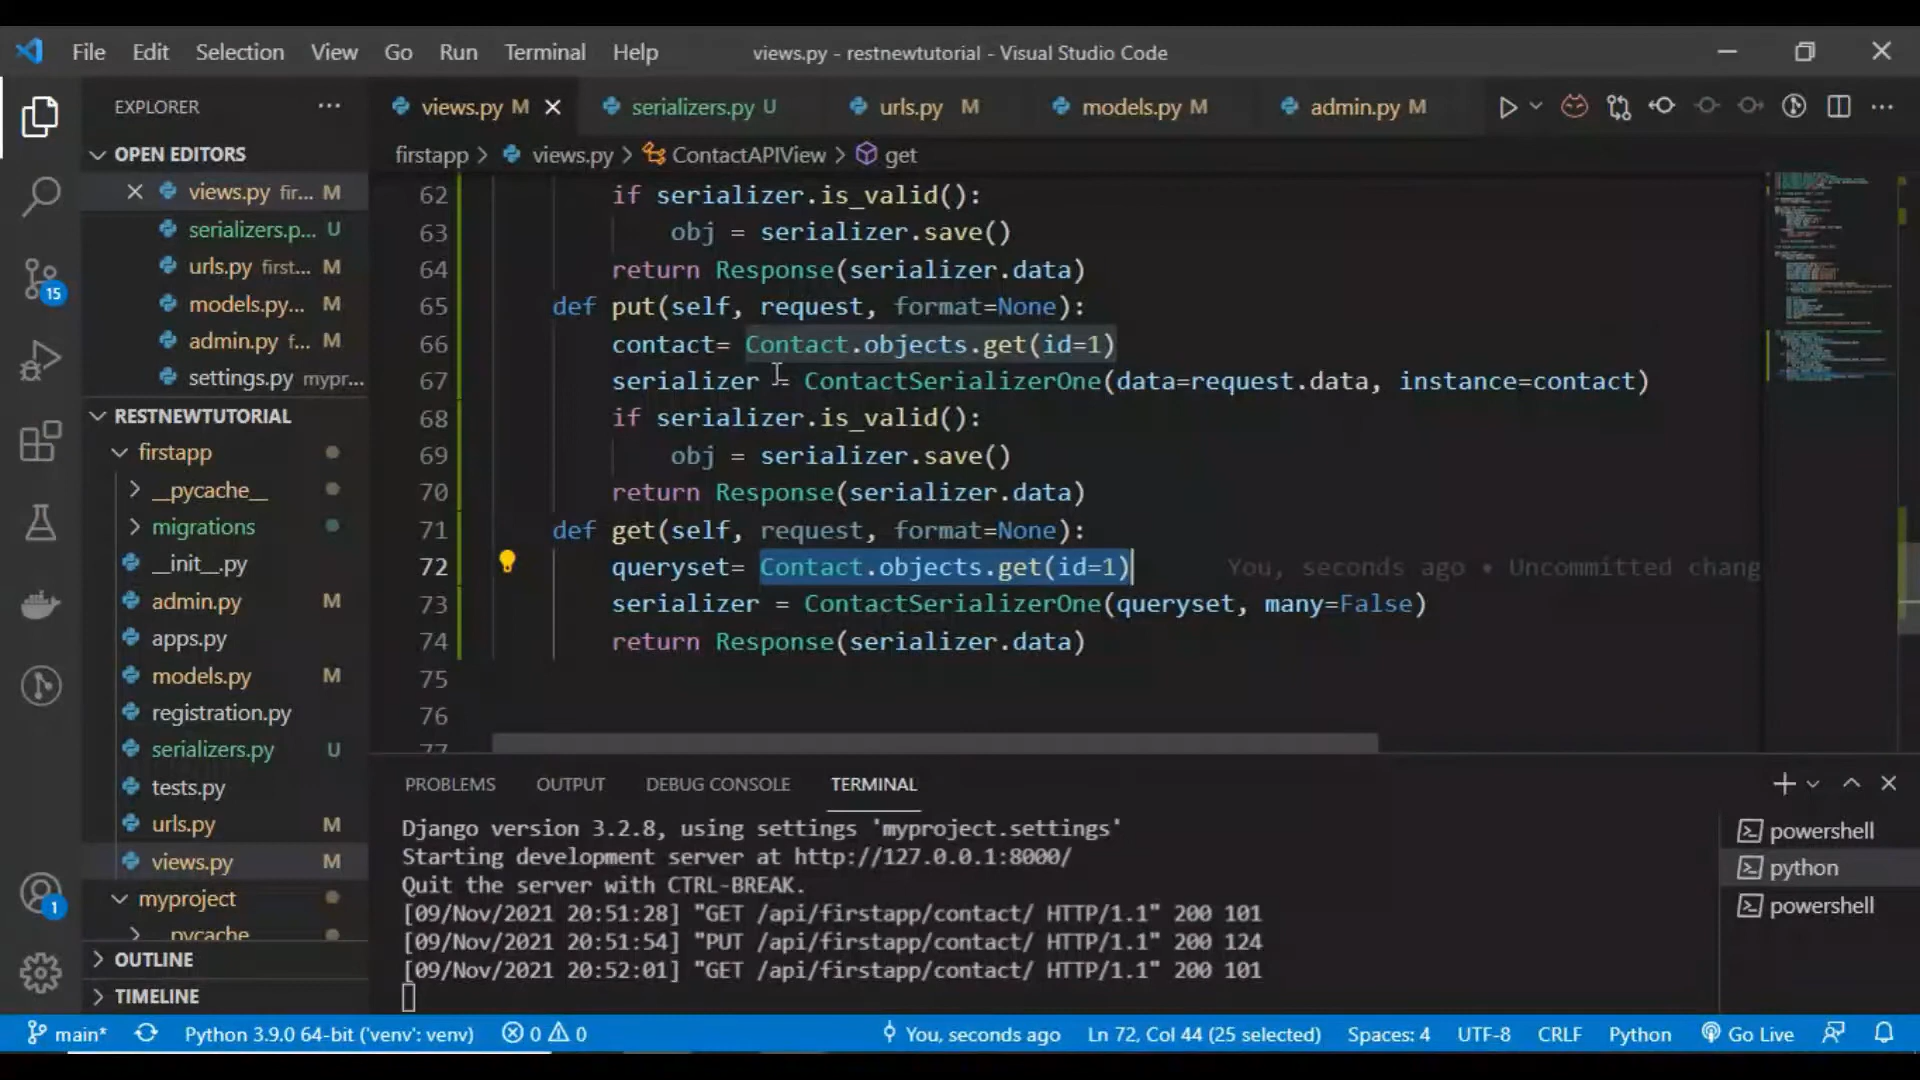 File Edit Selection View Go Run Terminal Help views.py - restnewtutorial - Visual Studio Code
EXPLORER ···
views.py M
serializers.py U
urls.py M
models.py M
admin.py M
firstapp > views.py > ContactAPIView > get
OPEN EDITORS
views.py fir... M
serializers.p... U
urls.py first... M
models.py... M
admin.py f... M
settings.py mypr...
RESTNEWTUTORIAL
firstapp
__pycache__
migrations
__init__.py
admin.py M
apps.py
models.py M
registration.py
serializers.py U
tests.py
urls.py M
views.py M
myproject
pycache
OUTLINE
TIMELINE
15
1
62 if serializer.is_valid():
63 obj = serializer.save()
64 return Response(serializer.data)
65 def put(self, request, format=None):
66 contact= Contact.objects.get(id=1)
67 serializer = ContactSerializerOne(data=request.data, instance=contact)
68 if serializer.is_valid():
69 obj = serializer.save()
70 return Response(serializer.data)
71 def get(self, request, format=None):
72 queryset= Contact.objects.get(id=1) You, seconds ago • Uncommitted chang
73 serializer = ContactSerializerOne(queryset, many=False)
74 return Response(serializer.data)
75
76
77
PROBLEMS OUTPUT DEBUG CONSOLE TERMINAL
Django version 3.2.8, using settings 'myproject.settings'
Starting development server at http://127.0.0.1:8000/
Quit the server with CTRL-BREAK.
[09/Nov/2021 20:51:28] "GET /api/firstapp/contact/ HTTP/1.1" 200 101
[09/Nov/2021 20:51:54] "PUT /api/firstapp/contact/ HTTP/1.1" 200 124
[09/Nov/2021 20:52:01] "GET /api/firstapp/contact/ HTTP/1.1" 200 101
powershell
python
powershell
main* Python 3.9.0 64-bit ('venv': venv) 0 0 You, seconds ago Ln 72, Col 44 (25 selected) Spaces: 4 UTF-8 CRLF Python Go Live